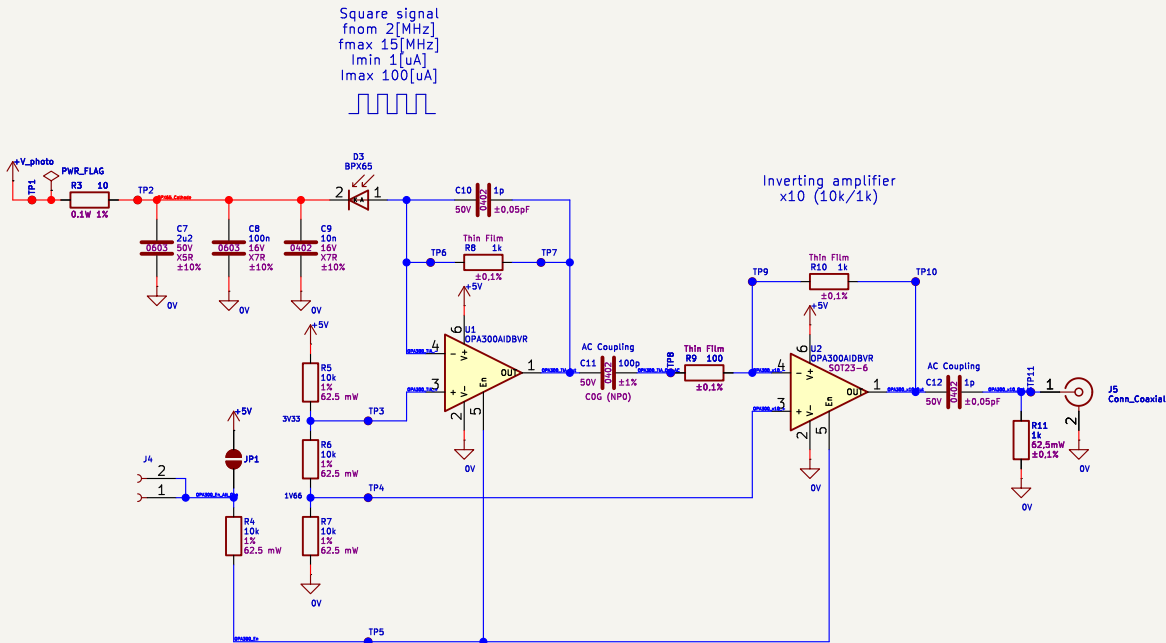 Square signal
fnom 2[MHz]
fmax 15[MHz]
Imin 1[uA]
Imax 100[uA]
+V_photo
PWR_FLAG
TP1
R3 10
0.1W 1%
TP2
D3
BPX65
2
1
C7
2u2
50V
X5R
±10%
0603
0V
C8
100n
16V
X7R
±10%
0603
0V
C9
10n
16V
X7R
±10%
0402
0V
C10
1p
50V
0402
±0,05pF
Thin Film
R8 1k
±0,1%
TP6
TP7
Inverting amplifier
x10 (10k/1k)
+5V
U1
OPA300AIDBVR
6
4
3
2
5
1
-
+
V+
V-
En
OUT
0V
AC Coupling
C11
100p
50V
0402
±1%
C0G (NP0)
TP8
Thin Film
R9 100
±0,1%
TP9
Thin Film
R10 1k
±0,1%
TP10
+5V
U2
OPA300AIDBVR
SOT23-6
6
4
3
2
5
1
-
+
V+
V-
En
OUT
0V
AC Coupling
C12
1p
50V
0402
±0,05pF
TP11
1
2
J5
Conn_Coaxial
0V
R11
1k
62,5mW
±0,1%
0V
+5V
R5
10k
1%
62.5 mW
3V33
TP3
R6
10k
1%
62.5 mW
1V66
TP4
R7
10k
1%
62.5 mW
0V
+5V
JP1
J4
2
1
R4
10k
1%
62.5 mW
OPA300_En
TP5